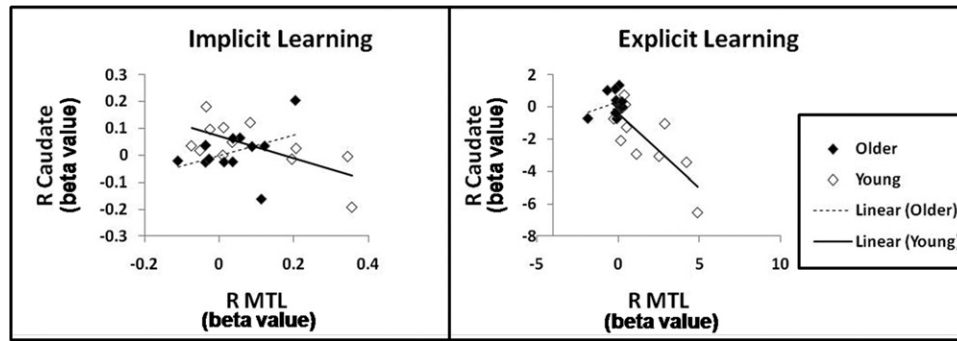 Implicit Learning
0.3
0.2
0.1
0
-0.1
-0.2
-0.3
R Caudate
(beta value)
-0.2
0
0.2
0.4
R MTL
(beta value)
Explicit Learning
2
0
-2
-4
-6
-8
R Caudate
(beta value)
-5
0
5
10
R MTL
(beta value)
Older
Young
Linear (Older)
Linear (Young)